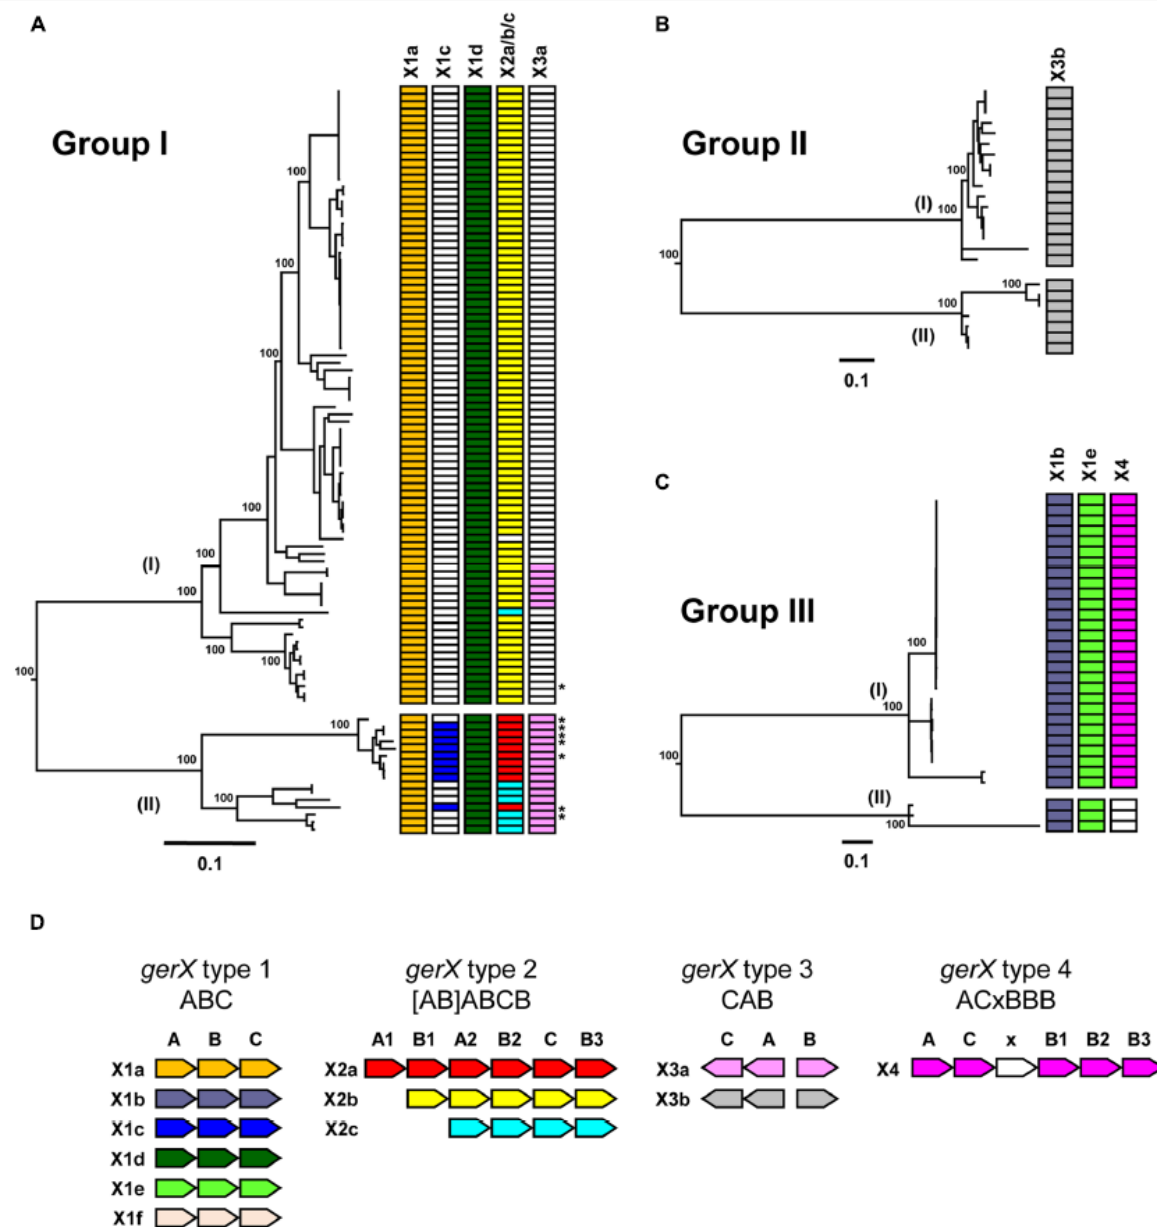 A
X1a
X1c
X1d
X2a/b/c
X3a
Group I
100
100
100
100
100
(I)
100
100
100
100
100
*
100
*
*
*
*
*
100
(II)
100
*
*
0.1
B
X3b
Group II
100
(I)
100
100
100
100
(II)
0.1
C
X1b
X1e
X4
Group III
100
(I)
100
100
(II)
100
0.1
D
gerX type 1
ABC
A B C
X1a
X1b
X1c
X1d
X1e
X1f
gerX type 2
[AB]ABCB
A1 B1 A2 B2 C B3
X2a
X2b
X2c
gerX type 3
CAB
C A B
X3a
X3b
gerX type 4
ACxBBB
A C x B1 B2 B3
X4